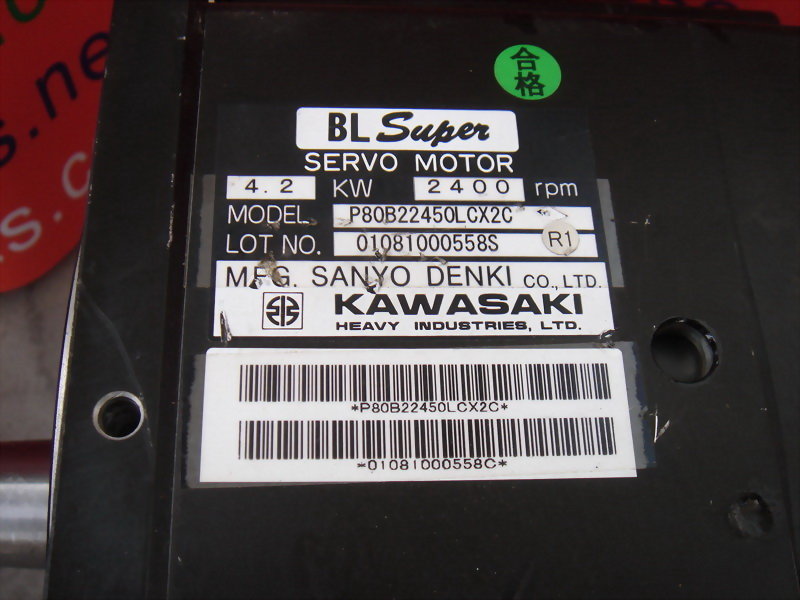 合格
BL Super
SERVO MOTOR
4.2 KW 2400 rpm
MODEL P80B22450LCX2C
LOT NO. 01081000558S R1
MFG. SANYO DENKI CO., LTD.
KAWASAKI
HEAVY INDUSTRIES, LTD.
*P80B22450LCX2C*
*01081000558C*